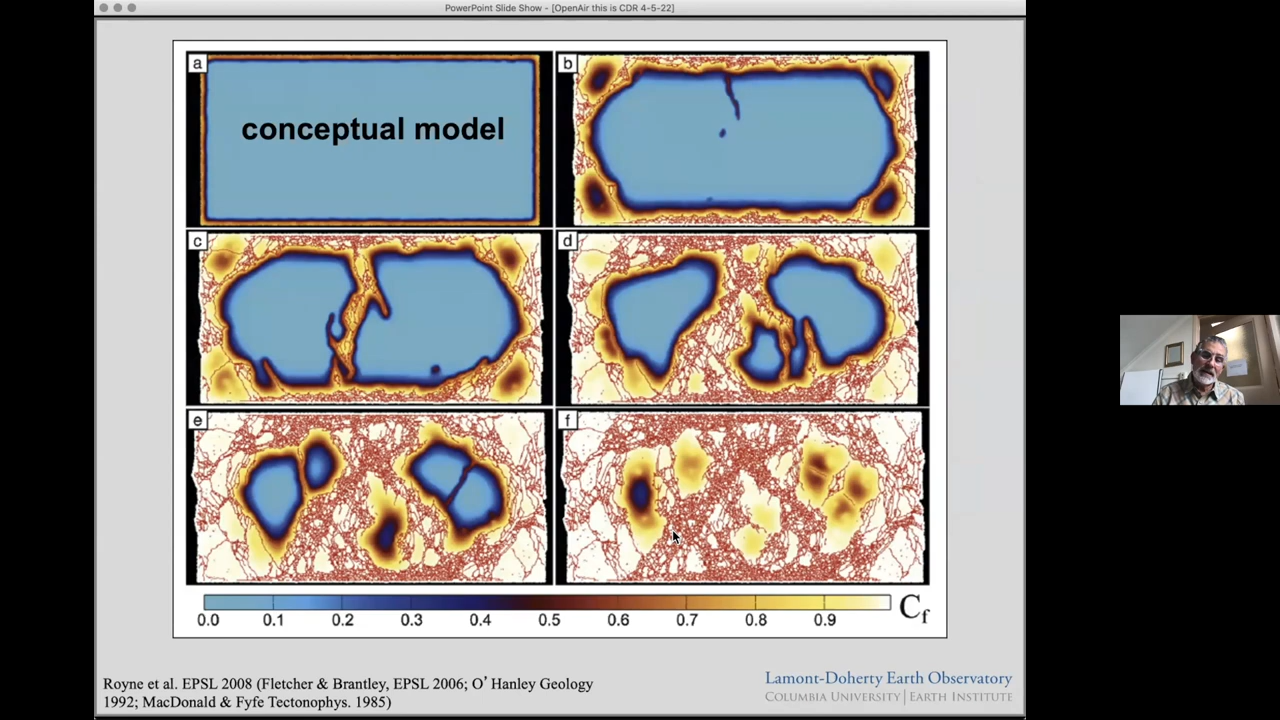 PowerPoint Slide Show - [OpenAir this is CDR 4-5-22]
a
conceptual model
b
c
d
e
f
0.0 0.1 0.2 0.3 0.4 0.5 0.6 0.7 0.8 0.9 Cf
Royne et al. EPSL 2008 (Fletcher & Brantley, EPSL 2006; O’Hanley Geology
1992; MacDonald & Fyfe Tectonophys. 1985)
Lamont-Doherty Earth Observatory
COLUMBIA UNIVERSITY | EARTH INSTITUTE